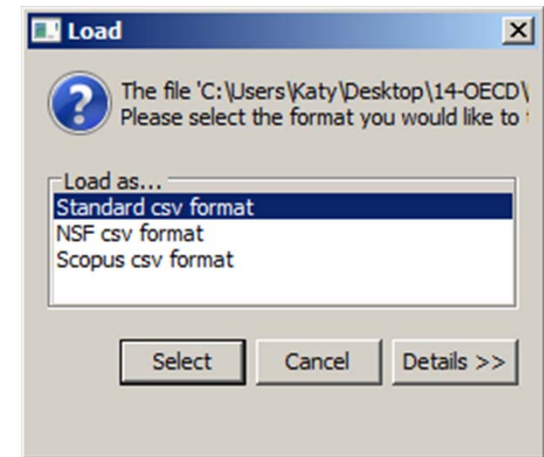 Load
The file 'C:\Users\Katy\Desktop\14-OECD\
Please select the format you would like to
Load as...
Standard csv format
NSF csv format
Scopus csv format
Select Cancel Details >>